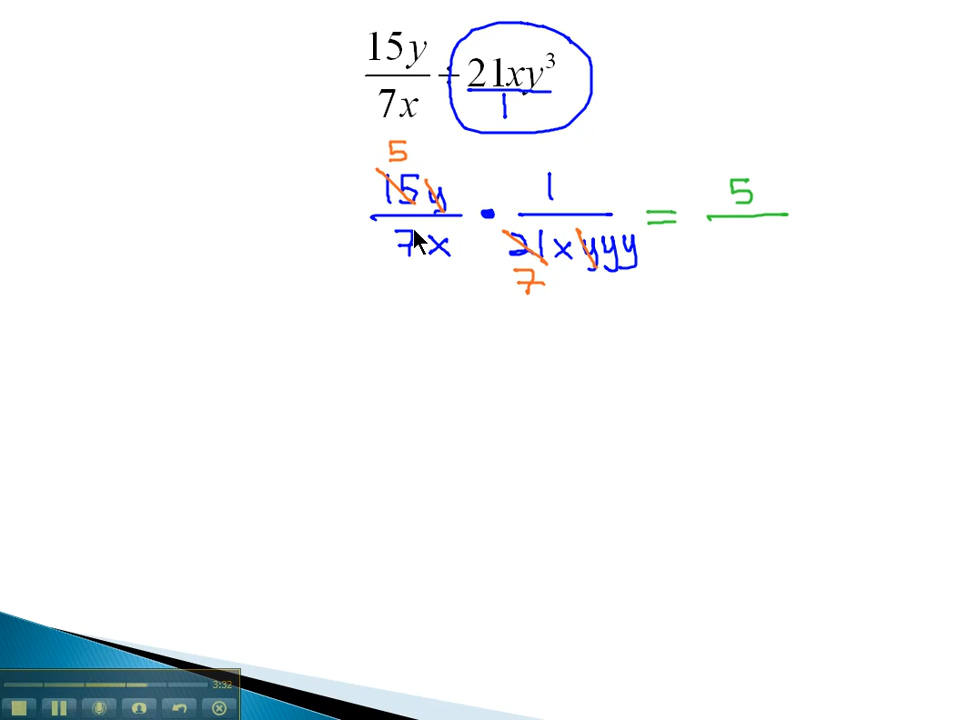 15y/7x ÷ 21xy³/1
5
15y/7x • 1/21xyyy = 5/
7
3:32